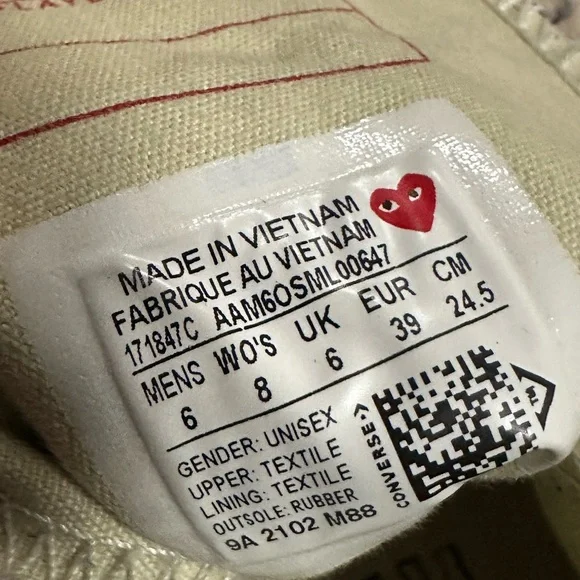 PLAY
MADE IN VIETNAM
FABRIQUE AU VIETNAM
171847C AAM6OSML00647
MENS WO'S UK EUR CM
6 8 6 39 24.5
GENDER: UNISEX
UPPER: TEXTILE
LINING: TEXTILE
OUTSOLE: RUBBER
9A 2102 M88
CONVERSE